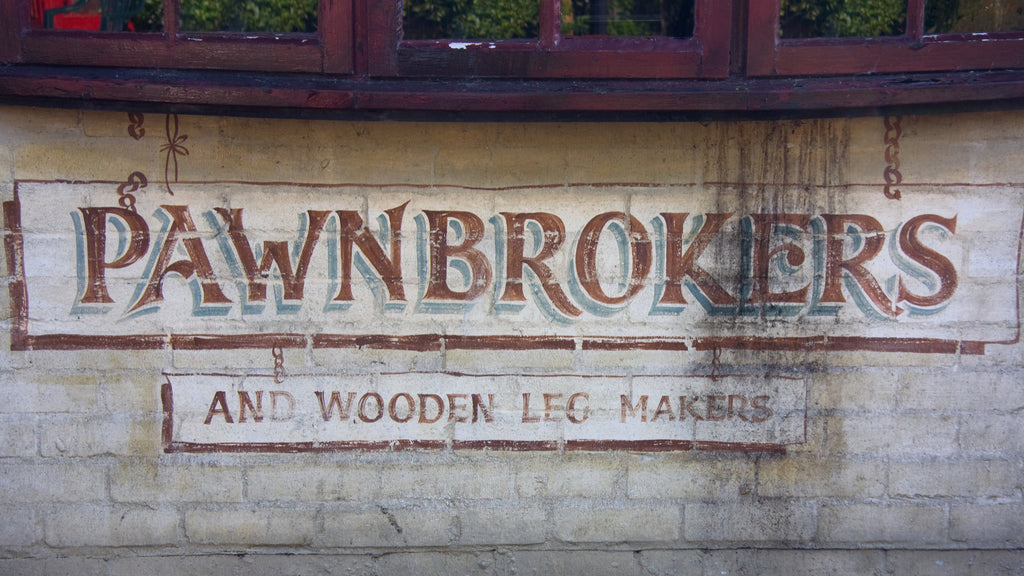 PAWNBROKERS
AND WOODEN LEG MAKERS